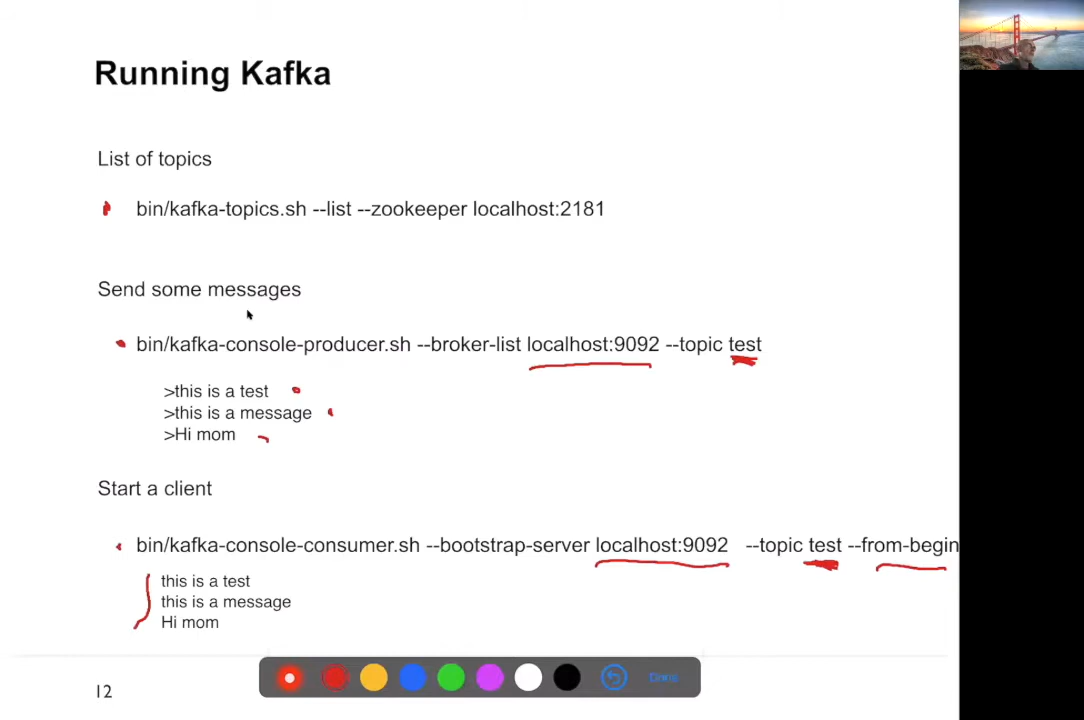 Running Kafka
List of topics
bin/kafka-topics.sh --list --zookeeper localhost:2181
Send some messages
bin/kafka-console-producer.sh --broker-list localhost:9092 --topic test
>this is a test
>this is a message
>Hi mom
Start a client
bin/kafka-console-consumer.sh --bootstrap-server localhost:9092 --topic test --from-begin
this is a test
this is a message
Hi mom
Done
12